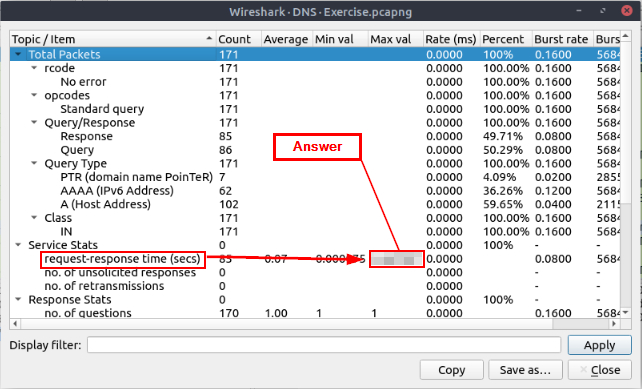 Wireshark · DNS · Exercise.pcapng
Topic / Item Count Average Min val Max val Rate (ms) Percent Burst rate Burs
Total Packets 171 0.0000 100% 0.1600 5684
rcode 171 0.0000 100.00% 0.1600 5684
No error 171 0.0000 100.00% 0.1600 5684
opcodes 171 0.0000 100.00% 0.1600 5684
Standard query 171 0.0000 100.00% 0.1600 5684
Query/Response 171 0.0000 100.00% 0.1600 5684
Response 85 0.0000 49.71% 0.0800 5684
Query 86 0.0000 50.29% 0.0800 5684
Answer
Query Type 171 0.0000 100.00% 0.1600 5684
PTR (domain name PoinTeR) 7 0.0000 4.09% 0.0200 2855
AAAA (IPv6 Address) 62 0.0000 36.26% 0.1200 5684
A (Host Address) 102 0.0000 59.65% 0.0400 2115
Class 171 0.0000 100.00% 0.1600 5684
IN 171 0.0000 100.00% 0.1600 5684
Service Stats 0 0.0000 100% - -
request-response time (secs) 85 0.07 0.0000 0.0800 5684
no. of unsolicited responses 0 0.0000 - -
no. of retransmissions 0 0.0000 - -
Response Stats 0 0.0000 100% - -
no. of questions 170 1.00 1 1 0.0000 0.1600 5684
Display filter: Apply
Copy Save as... Close